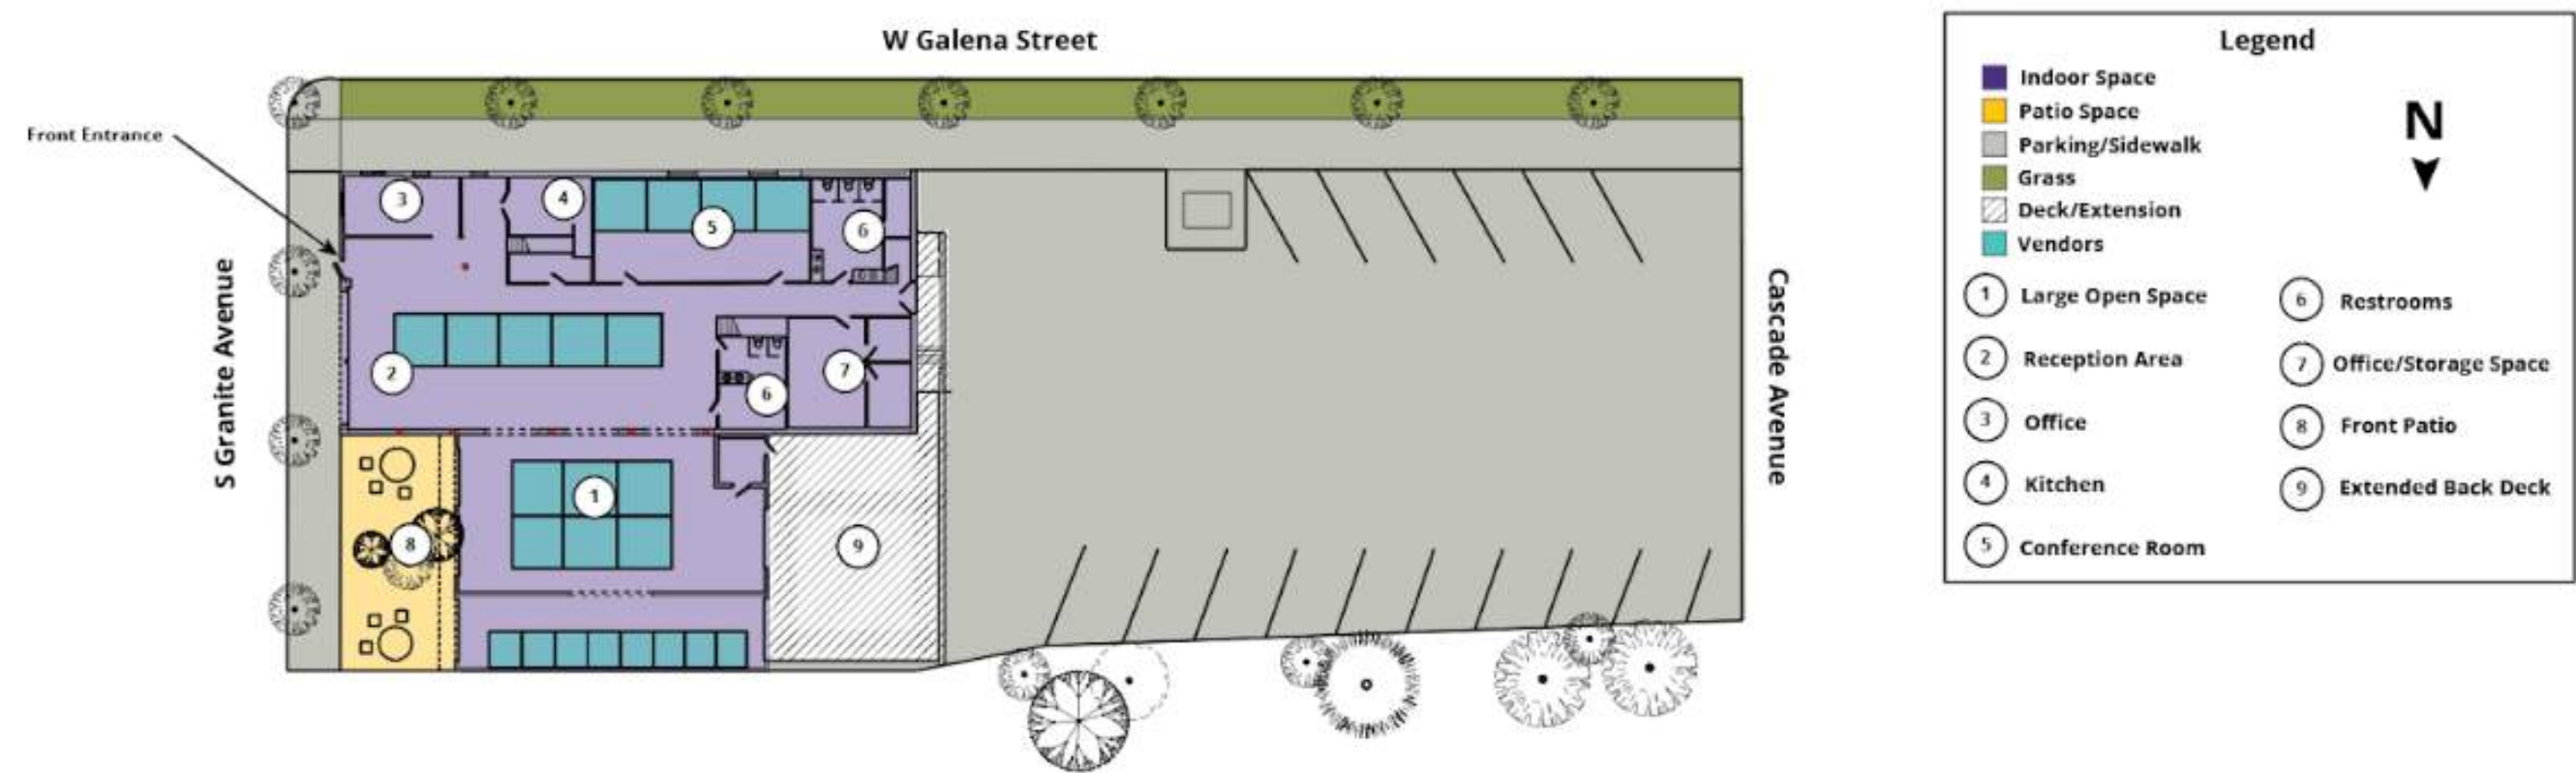 W Galena Street
Front Entrance
S Granite Avenue
3
4
5
6
2
7
6
1
8
9
Cascade Avenue
Legend
Indoor Space
Patio Space
Parking/Sidewalk
Grass
Deck/Extension
Vendors
N
1 Large Open Space
2 Reception Area
3 Office
4 Kitchen
5 Conference Room
6 Restrooms
7 Office/Storage Space
8 Front Patio
9 Extended Back Deck